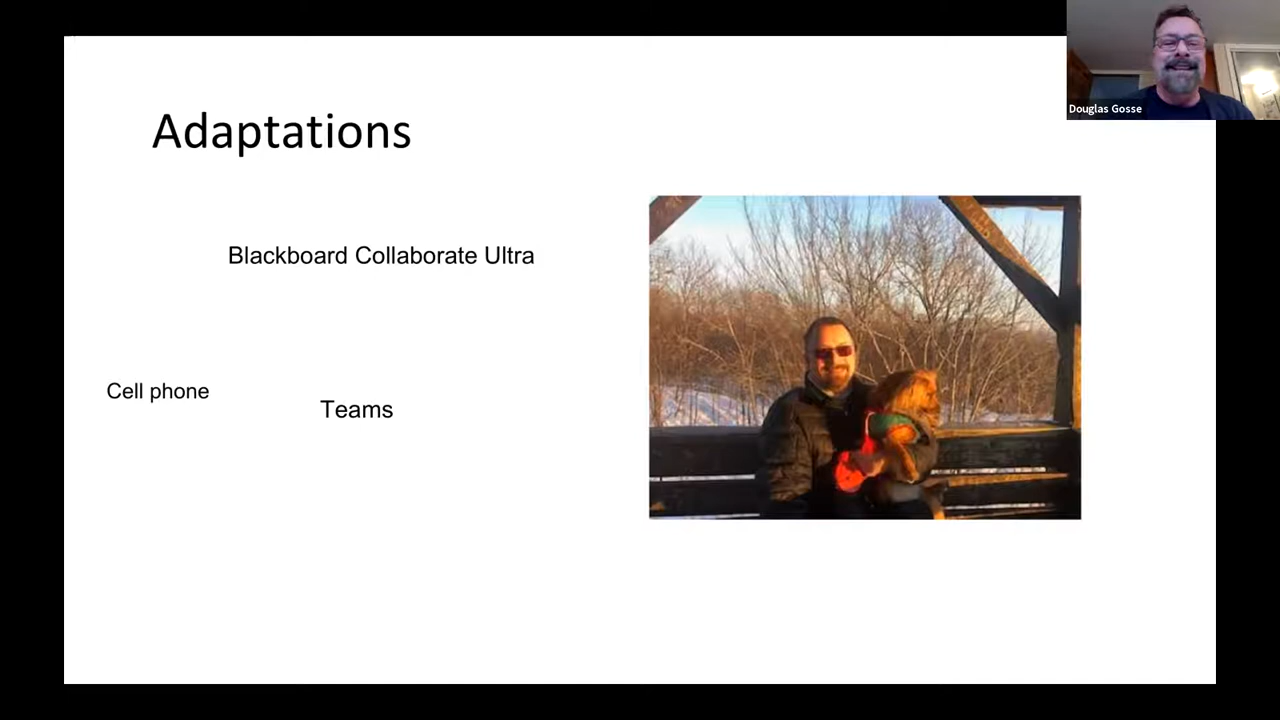 Douglas Gosse
Adaptations
Blackboard Collaborate Ultra
Cell phone
Teams